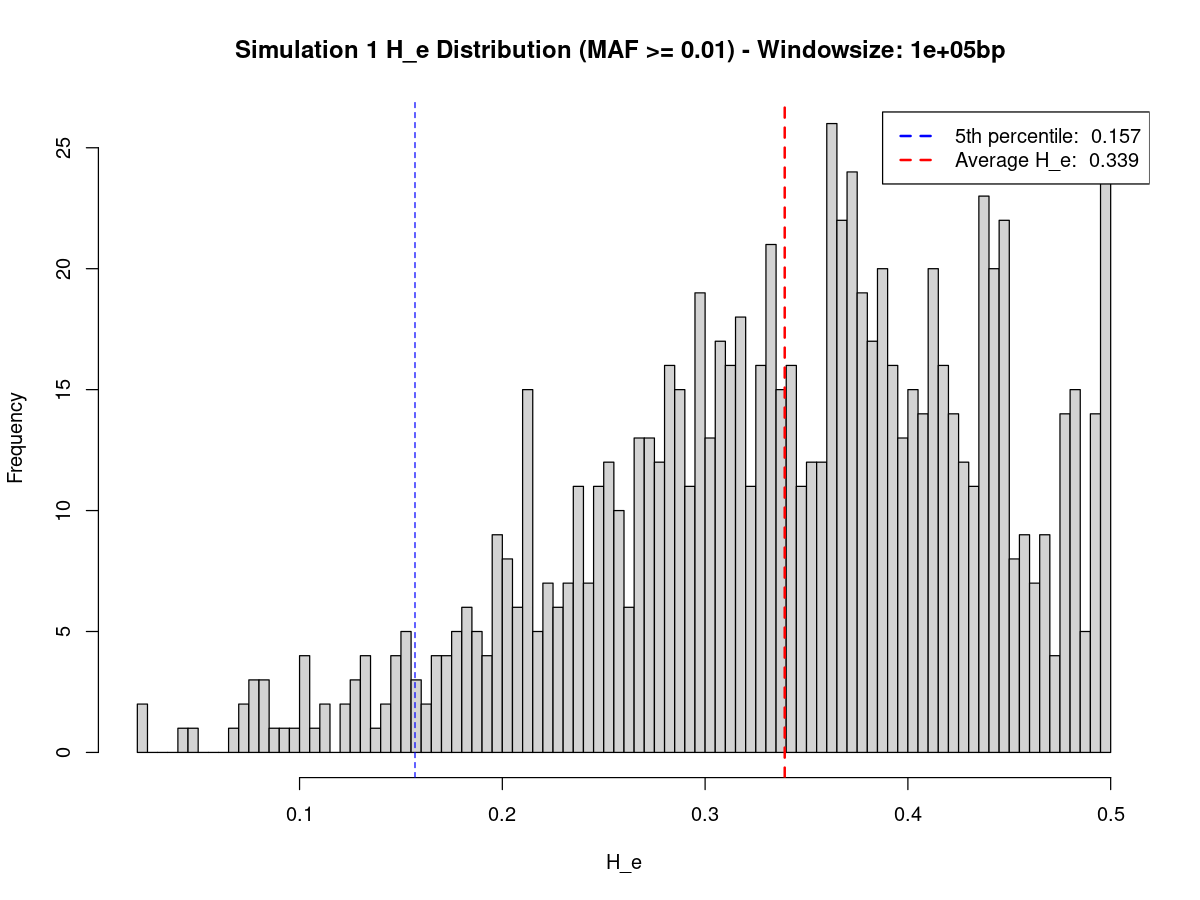 Simulation 1 H_e Distribution (MAF >= 0.01) - Windowsize: 1e+05bp
5th percentile:  0.157
Average H_e:  0.339
Frequency
25
20
15
10
5
0
0.1 0.2 0.3 0.4 0.5
H_e